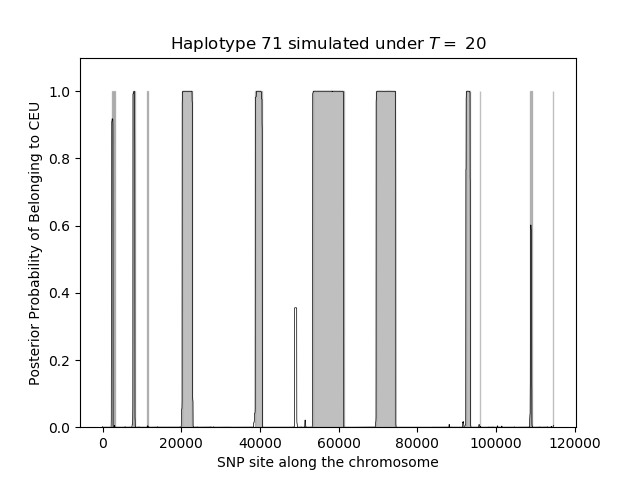 Haplotype 71 simulated under T = 20
Posterior Probability of Belonging to CEU
1.0
0.8
0.6
0.4
0.2
0.0
0 20000 40000 60000 80000 100000 120000
SNP site along the chromosome